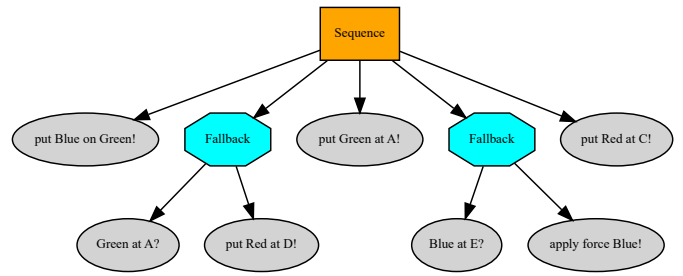 Sequence
put Blue on Green!
Fallback
put Green at A!
Fallback
put Red at C!
Green at A?
put Red at D!
Blue at E?
apply force Blue!